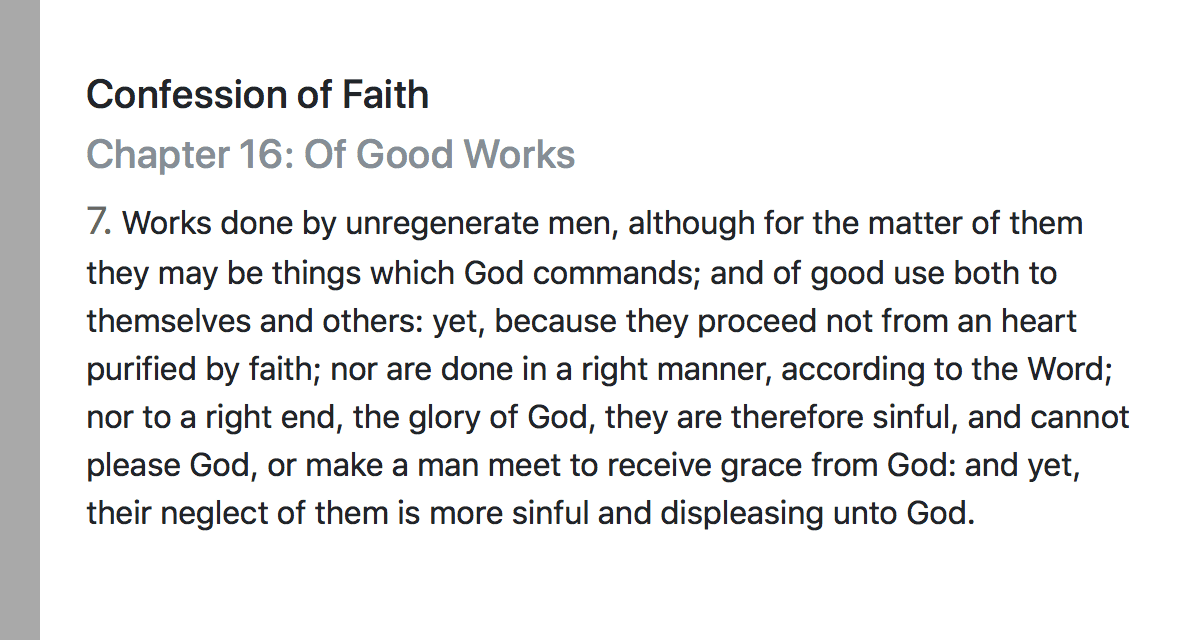 Confession of Faith
Chapter 16: Of Good Works
7. Works done by unregenerate men, although for the matter of them
they may be things which God commands; and of good use both to
themselves and others: yet, because they proceed not from an heart
purified by faith; nor are done in a right manner, according to the Word;
nor to a right end, the glory of God, they are therefore sinful, and cannot
please God, or make a man meet to receive grace from God: and yet,
their neglect of them is more sinful and displeasing unto God.